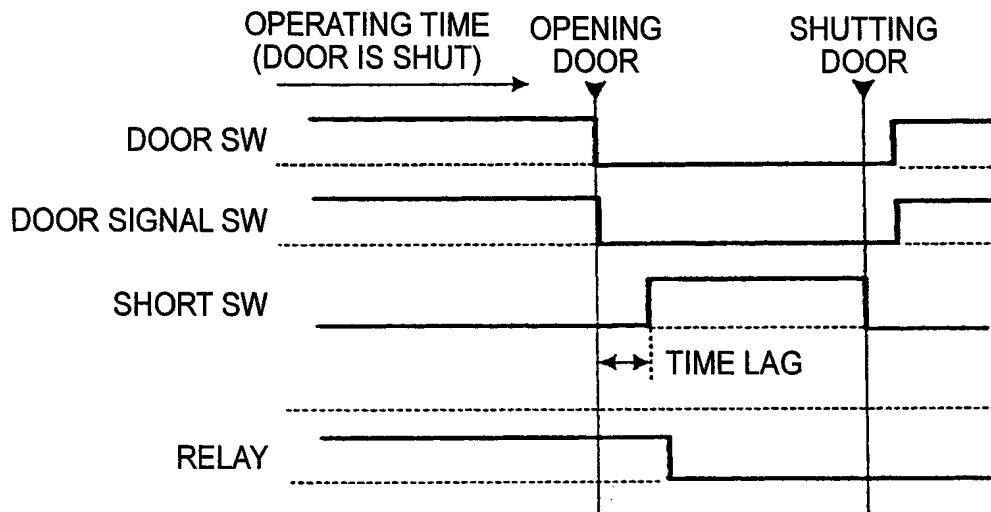 OPERATING TIME
(DOOR IS SHUT)
OPENING
DOOR
SHUTTING
DOOR
DOOR SW
DOOR SIGNAL SW
SHORT SW
TIME LAG
RELAY